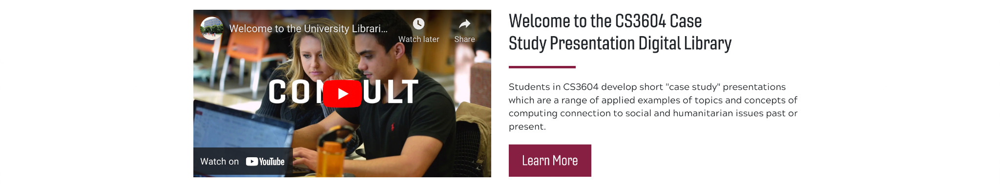 Welcome to the University Librari...
Watch later
Share
CON ULT
Watch on YouTube
Welcome to the CS3604 Case
Study Presentation Digital Library
Students in CS3604 develop short "case study" presentations
which are a range of applied examples of topics and concepts of
computing connection to social and humanitarian issues past or
present.
Learn More